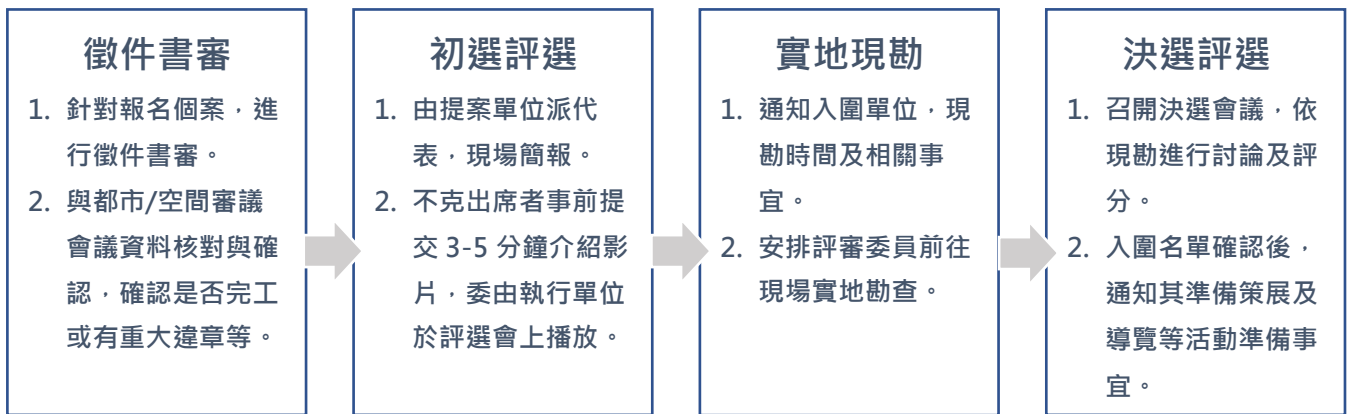 徵件書審
1. 針對報名個案，進
行徵件書審。
2. 與都市/空間審議
會議資料核對與確
認，確認是否完工
或有重大違章等。
初選評選
1. 由提案單位派代
表，現場簡報。
2. 不克出席者事前提
交 3-5 分鐘介紹影
片，委由執行單位
於評選會上播放。
實地現勘
1. 通知入圍單位，現
勘時間及相關事
宜。
2. 安排評審委員前往
現場實地勘查。
決選評選
1. 召開決選會議，依
現勘進行討論及評
分。
2. 入圍名單確認後，
通知其準備策展及
導覽等活動準備事
宜。